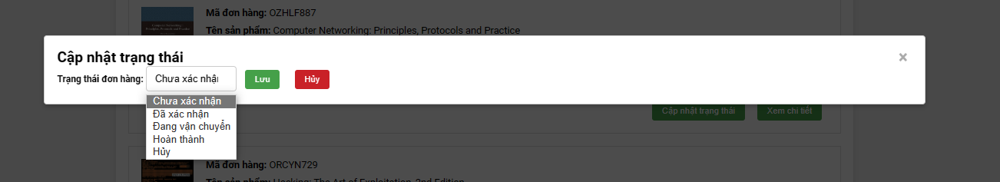 Mã đơn hàng: OZHLF887
Tên sản phẩm: Computer Networking: Principles, Protocols and Practice
Cập nhật trạng thái
×
Trạng thái đơn hàng: Chưa xác nhận Lưu Hủy
Chưa xác nhận
Đã xác nhận
Đang vận chuyển
Hoàn thành
Hủy
Cập nhật trạng thái Xem chi tiết
Mã đơn hàng: ORCYN729
Tên sản phẩm: Hacking: The Art of Exploitation, 2nd Edition